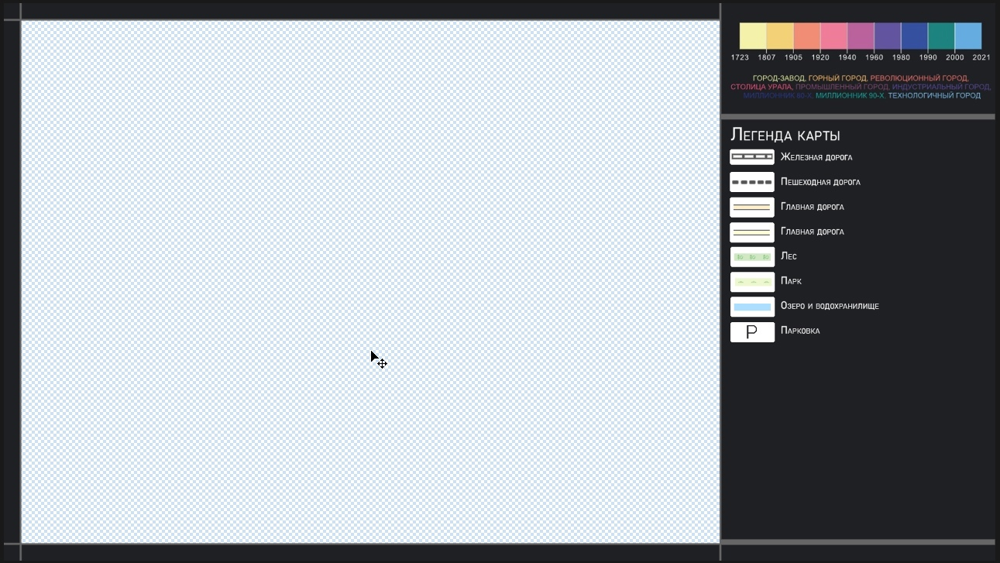 1723 1807 1905 1920 1940 1960 1980 1990 2000 2021
ГОРОД-ЗАВОД, ГОРНЫЙ ГОРОД, РЕВОЛЮЦИОННЫЙ ГОРОД,
СТОЛИЦА УРАЛА, ПРОМЫШЛЕННЫЙ ГОРОД, ИНДУСТРИАЛЬНЫЙ ГОРОД,
МИЛЛИОННИК 80-Х, МИЛЛИОННИК 90-Х, ТЕХНОЛОГИЧНЫЙ ГОРОД
Легенда карты
Железная дорога
Пешеходная дорога
Главная дорога
Главная дорога
Лес
Парк
Озеро и водохранилище
P Парковка